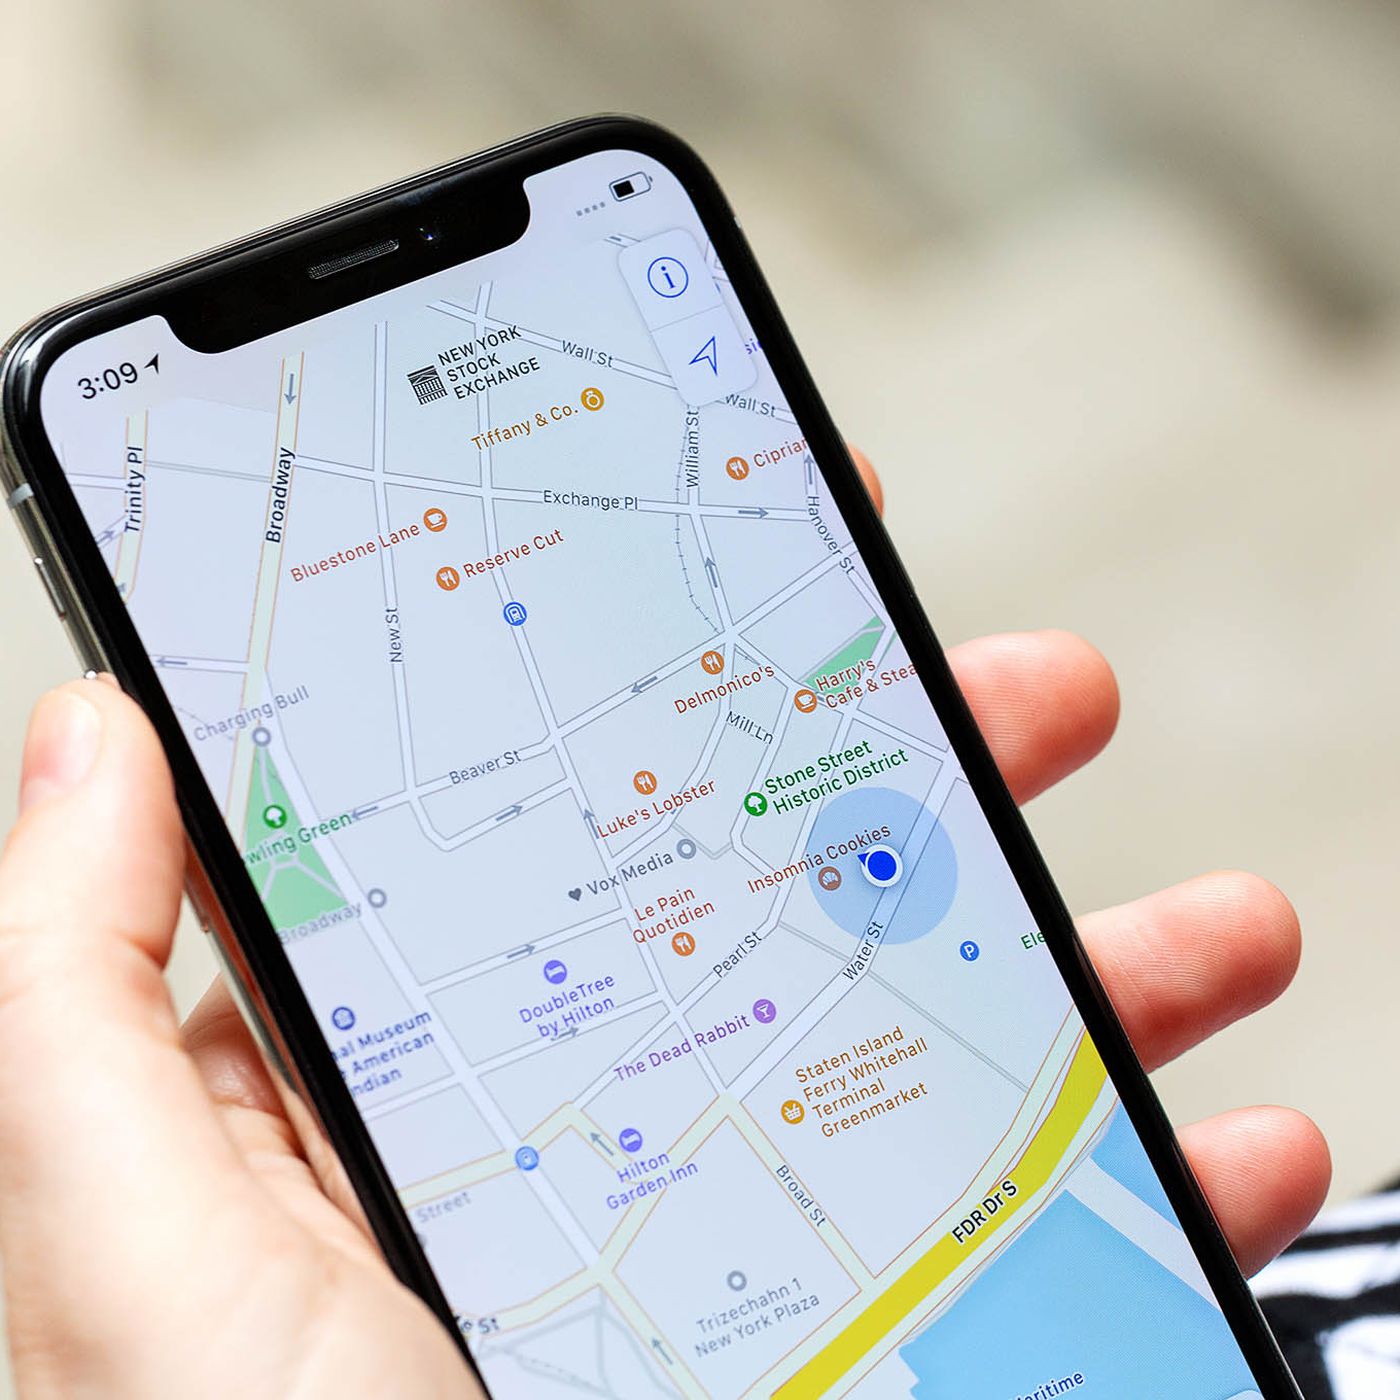 3:09
NEW YORK
STOCK
EXCHANGE
Wall St
Tiffany & Co.
Wall St
Trinity Pl
Broadway
William St
Ciprian
Exchange Pl
Hanover St
Bluestone Lane
Reserve Cut
New St
Charging Bull
Delmonico's
Harry's
Cafe & Stea
Mill Ln
Beaver St
Stone Street
Historic District
Luke's Lobster
wling Green
Insomnia Cookies
Vox Media
Le Pain
Quotidien
Broadway
Pearl St
Water St
Ele
P
DoubleTree
by Hilton
al Museum
American
ndian
The Dead Rabbit
Staten Island
Ferry Whitehall
Terminal
Greenmarket
Hilton
Garden Inn
Street
Broad St
FDR Dr S
Trizechahn 1
New York Plaza
St
aritime